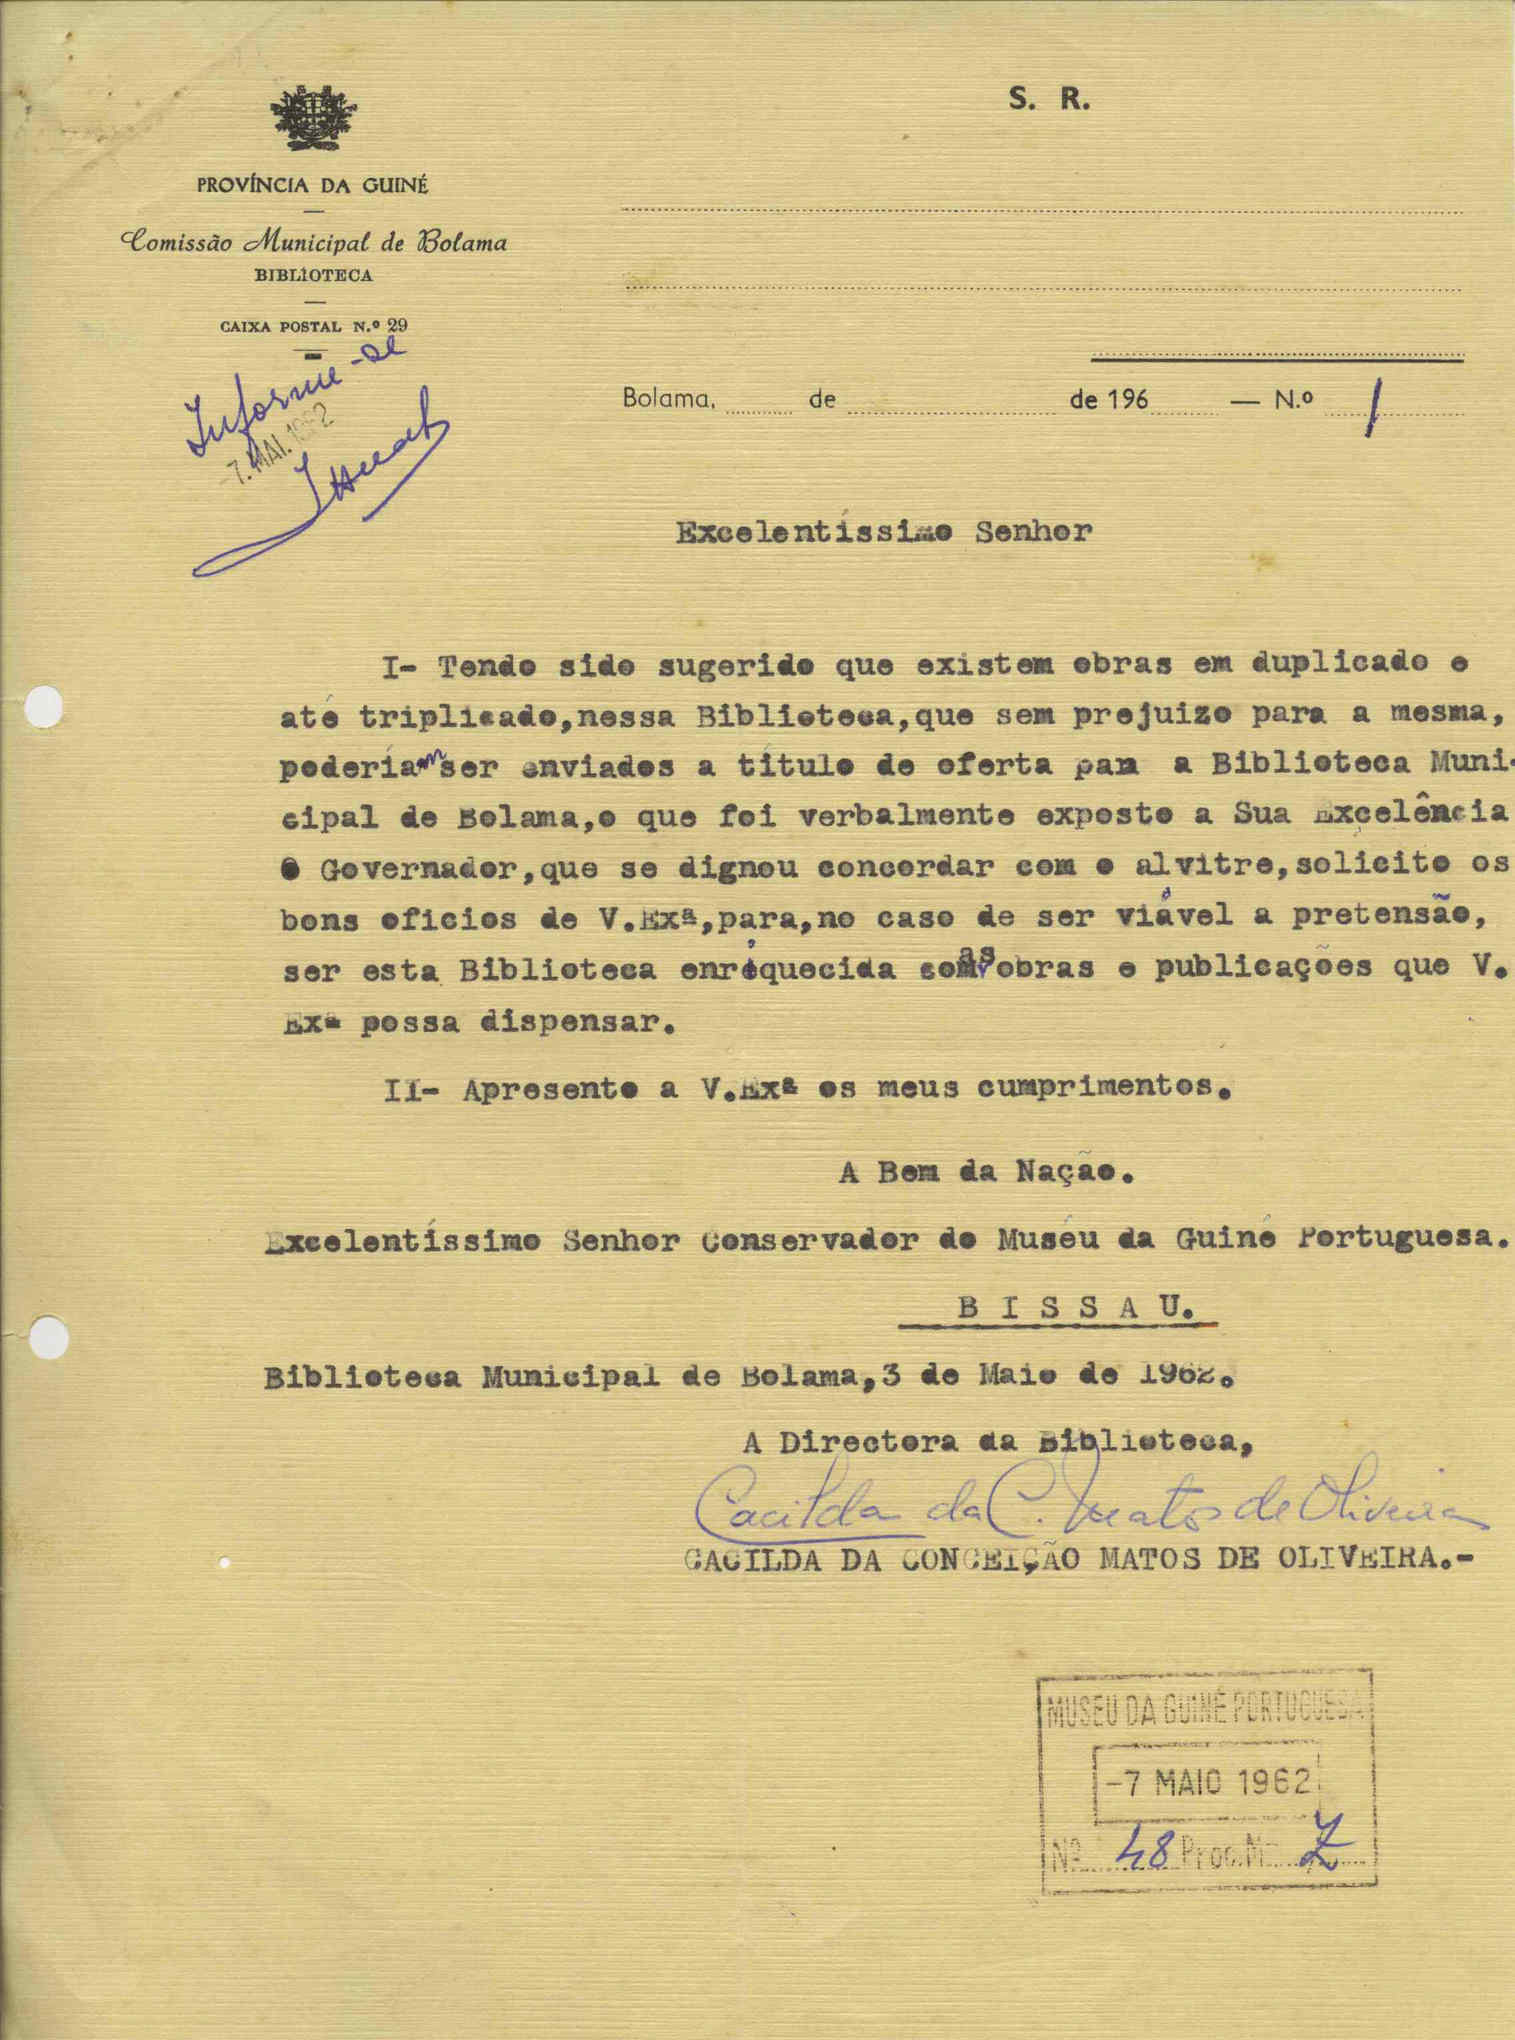 S. R.
PROVÍNCIA DA GUINÉ
Comissão Municipal de Bolama
BIBLIOTECA
CAIXA POSTAL N.º 29
Informe-se
-7. MAI. 1962
Bolama, de de 196 — N.º 1
Excelentíssimo Senhor
I- Tendo sido sugerido que existem obras em duplicado e
até triplicado,nessa Biblioteca,que sem prejuizo para a mesma,
poderíam ser enviados a título de oferta para a Biblioteca Muni-
cipal de Bolama,o que foi verbalmente exposto a Sua Excelência
O Governador,que se dignou concordar com o alvitre,solicito os
bons oficios de V.Exª,para,no caso de ser viável a pretensão,
ser esta Biblioteca enriquecida com as obras e publicações que V.
Exª possa dispensar.
II- Apresento a V.Exª os meus cumprimentos.
A Bem da Nação.
Excelentíssimo Senhor Conservador do Muséu da Guiné Portuguesa.
B I S S A U.
Biblioteca Municipal de Bolama,3 de Maio de 1962.
A Directora da Biblioteca,
Cacilda da C. Matos de Oliveira
CACILDA DA CONCEIÇÃO MATOS DE OLIVEIRA.-
MUSEU DA GUINÉ PORTUGUESA
-7 MAIO 1962
Nº 48 Proc. Nº Z